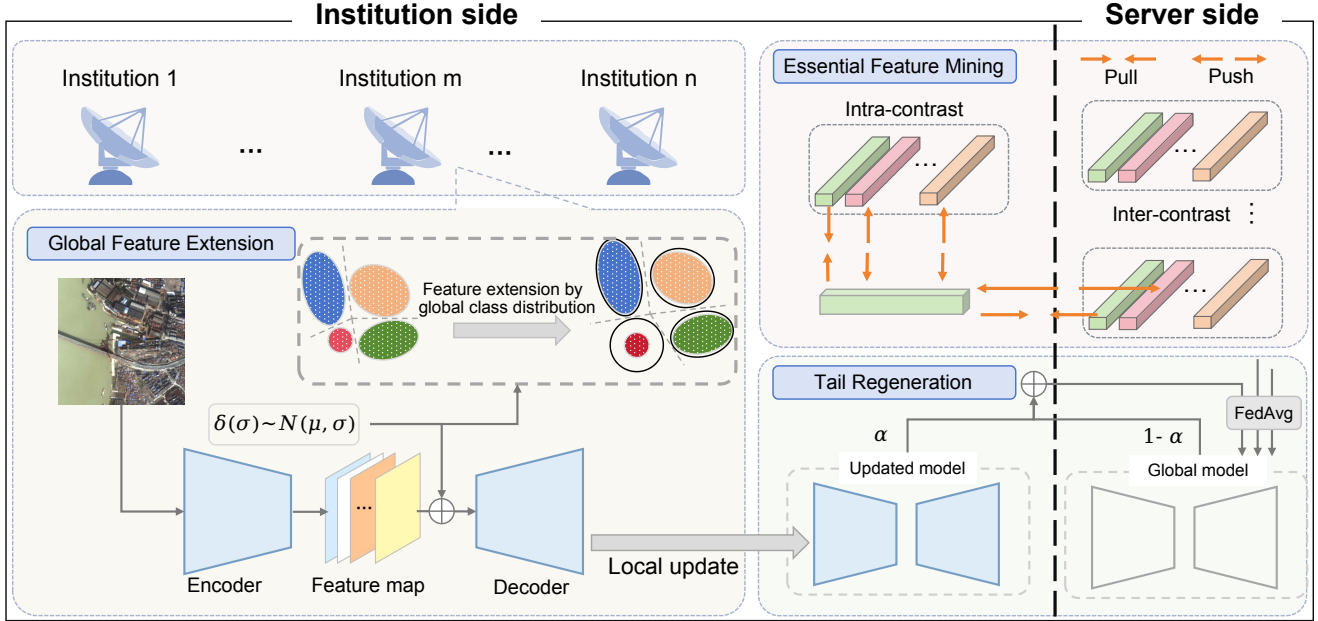 Institution side
Server side
Institution 1
Institution m
Institution n
...
...
Global Feature Extension
Feature extension by
global class distribution
δ(σ)~N(μ, σ)
...
Encoder
Feature map
Decoder
Local update
Essential Feature Mining
Pull
Push
Intra-contrast
...
...
Inter-contrast
...
Tail Regeneration
FedAvg
α
1- α
Updated model
Global model